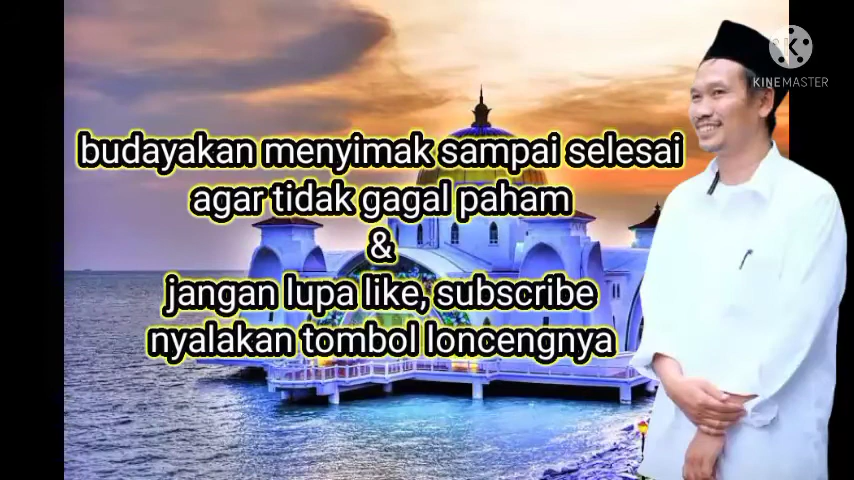 KINEMASTER
budayakan menyimak sampai selesai
agar tidak gagal paham
&
jangan lupa like, subscribe
nyalakan tombol loncengnya